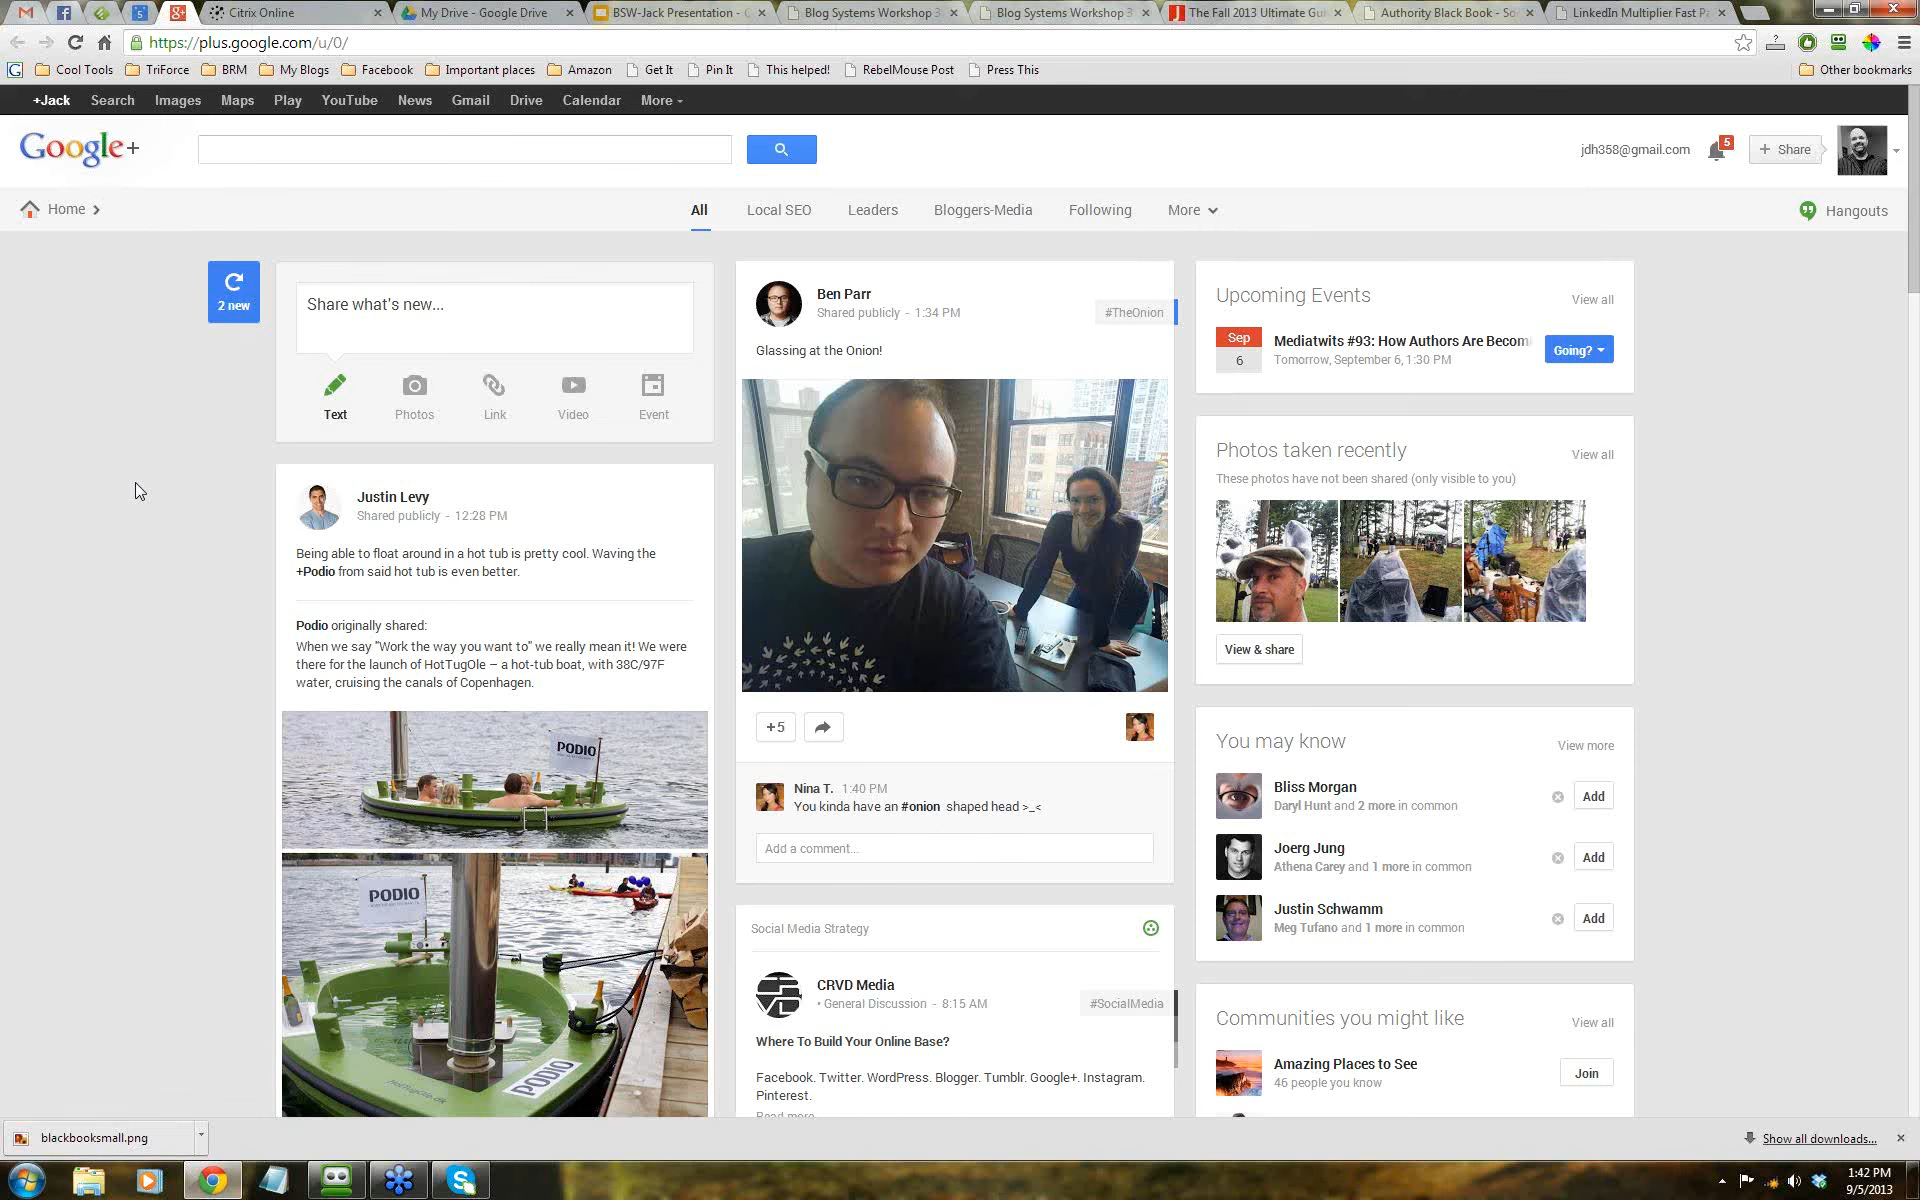 Citrix Online
My Drive - Google Drive
BSW-Jack Presentation -
Blog Systems Workshop 3
Blog Systems Workshop 3
The Fall 2013 Ultimate Gu
Authority Black Book - So
LinkedIn Multiplier Fast Pa
https://plus.google.com/u/0/
Cool Tools
TriForce
BRM
My Blogs
Facebook
Important places
Amazon
Get It
Pin It
This helped!
RebelMouse Post
Press This
Other bookmarks
+Jack Search Images Maps Play YouTube News Gmail Drive Calendar More
Google+
jdh358@gmail.com
5
+ Share
Home
All
Local SEO
Leaders
Bloggers-Media
Following
More
Hangouts
2 new
Share what's new...
Text
Photos
Link
Video
Event
Justin Levy
Shared publicly - 12:28 PM
Being able to float around in a hot tub is pretty cool. Waving the
+Podio from said hot tub is even better.
Podio originally shared:
When we say "Work the way you want to" we really mean it! We were
there for the launch of HotTugOle – a hot-tub boat, with 38C/97F
water, cruising the canals of Copenhagen.
PODIO
PODIO
PODIO
Ben Parr
Shared publicly - 1:34 PM
#TheOnion
Glassing at the Onion!
+5
Nina T. 1:40 PM
You kinda have an #onion shaped head >_<
Add a comment...
Social Media Strategy
CRVD Media
• General Discussion - 8:15 AM
#SocialMedia
Where To Build Your Online Base?
Facebook. Twitter. WordPress. Blogger. Tumblr. Google+. Instagram.
Pinterest.
Read more
Upcoming Events
View all
Sep
6
Mediatwits #93: How Authors Are Becomi
Tomorrow, September 6, 1:30 PM
Going?
Photos taken recently
View all
These photos have not been shared (only visible to you)
View & share
You may know
View more
Bliss Morgan
Daryl Hunt and 2 more in common
Add
Joerg Jung
Athena Carey and 1 more in common
Add
Justin Schwamm
Meg Tufano and 1 more in common
Add
Communities you might like
View all
Amazing Places to See
46 people you know
Join
blackbooksmall.png
Show all downloads...
1:42 PM
9/5/2013